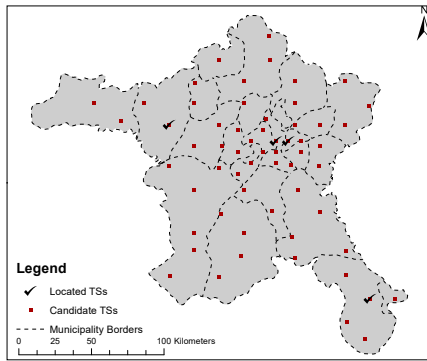 N
Legend
Located TSs
Candidate TSs
Municipality Borders
0 25 50 100 Kilometers